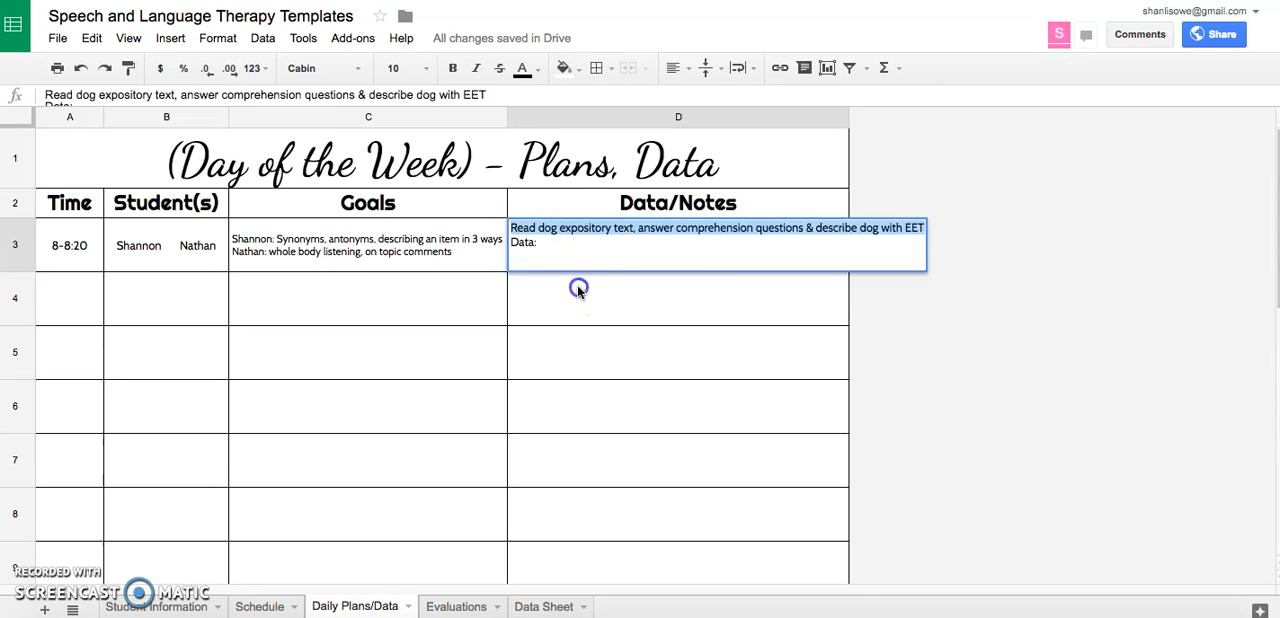 shanlisowe@gmail.com
Speech and Language Therapy Templates
File Edit View Insert Format Data Tools Add-ons Help All changes saved in Drive
S Comments Share
$ % .0 .00 123 Cabin 10 B I S A Σ
fx Read dog expository text, answer comprehension questions & describe dog with EET
Data:
A B C D
1 (Day of the Week) - Plans, Data
2 Time Student(s) Goals Data/Notes
3 8-8:20 Shannon Nathan
Shannon: Synonyms, antonyms, describing an item in 3 ways
Nathan: whole body listening, on topic comments
Read dog expository text, answer comprehension questions & describe dog with EET
Data:
4
5
6
7
8
9
RECORDED WITH
SCREENCAST MATIC
+ Student Information Schedule Daily Plans/Data Evaluations Data Sheet